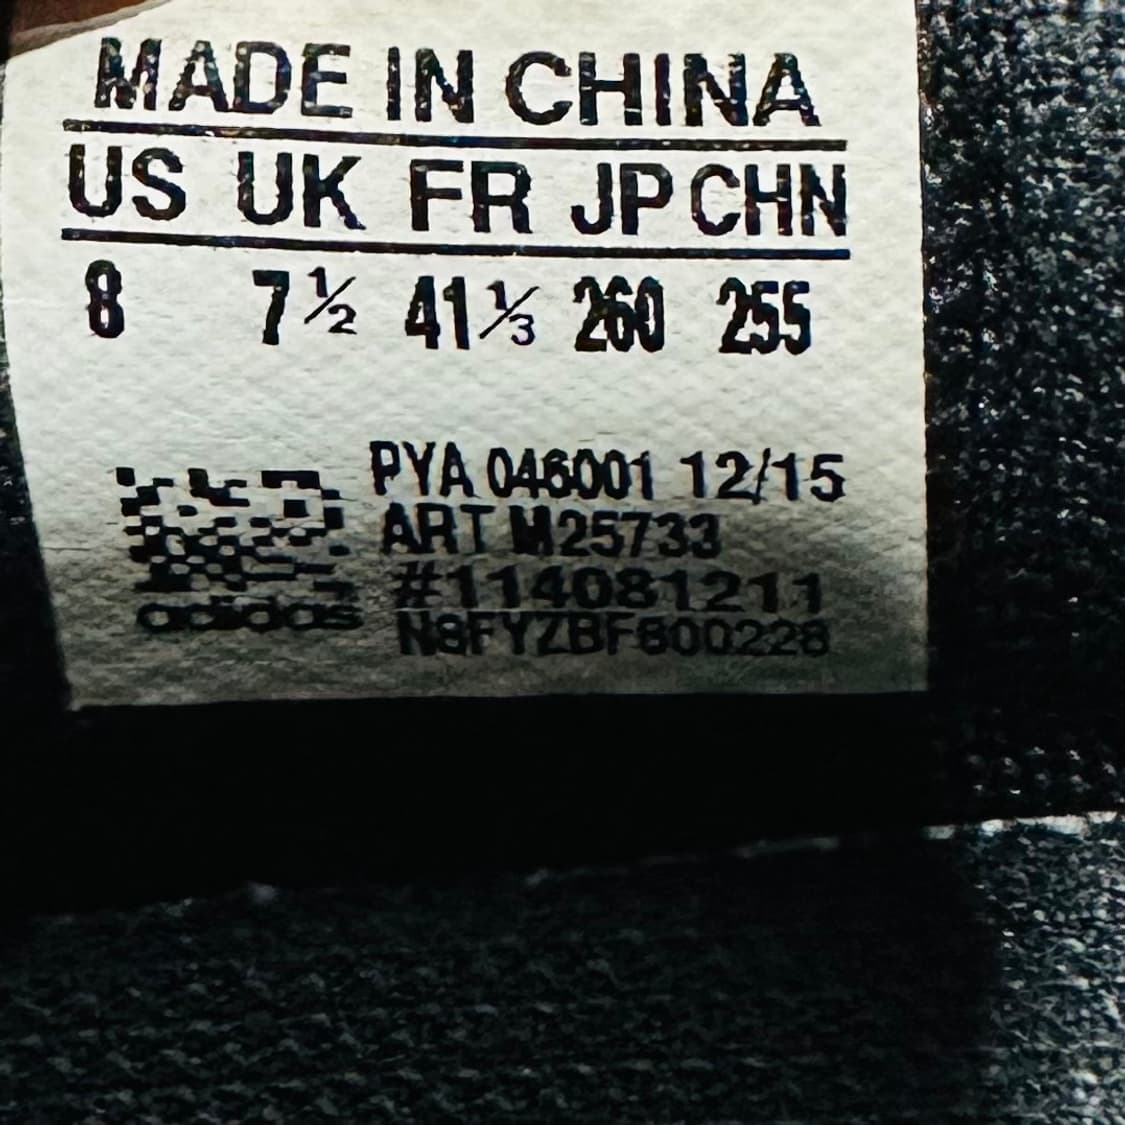 MADE IN CHINA
US UK FR JP CHN
8 7½ 41⅓ 260 255
PYA 046001 12/15
ART M25733
#114081211
adidas
N8FYZBF800228